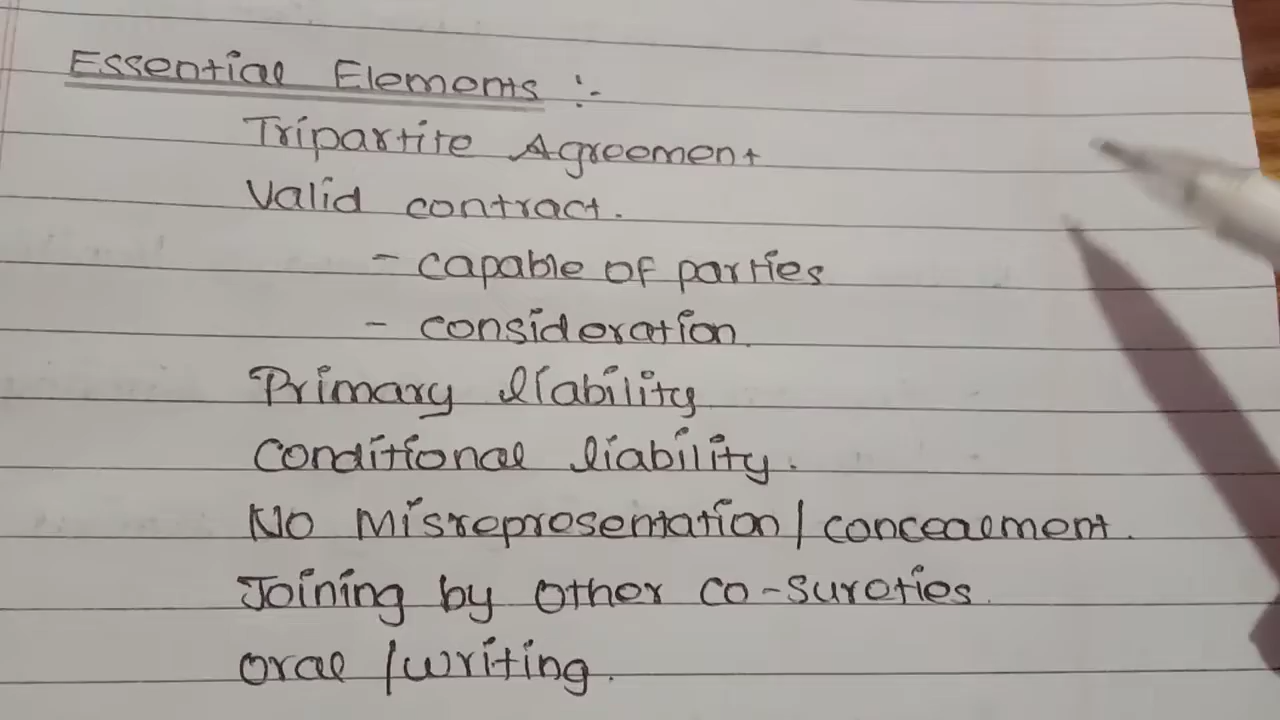 Essential Elements :-
Tripartite Agreement
Valid contract.
- capable of parties
- consideration.
Primary liability
Conditional liability.
No Misrepresentation / concealment.
Joining by other co-sureties.
Oral / writing.